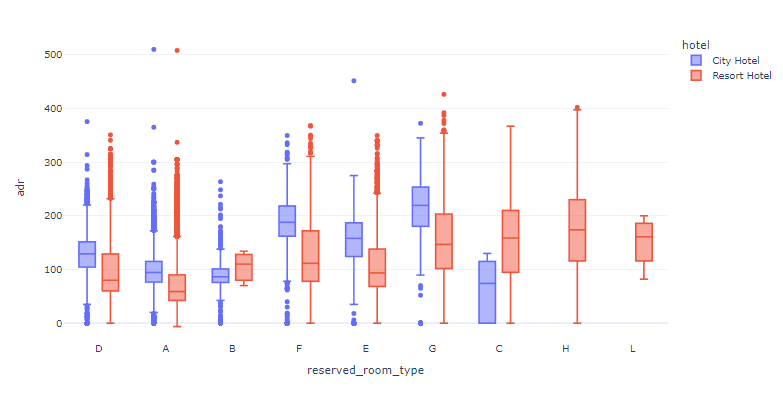 hotel
City Hotel
Resort Hotel
500
400
300
200
100
0
adr
D A B F E G C H L
reserved_room_type